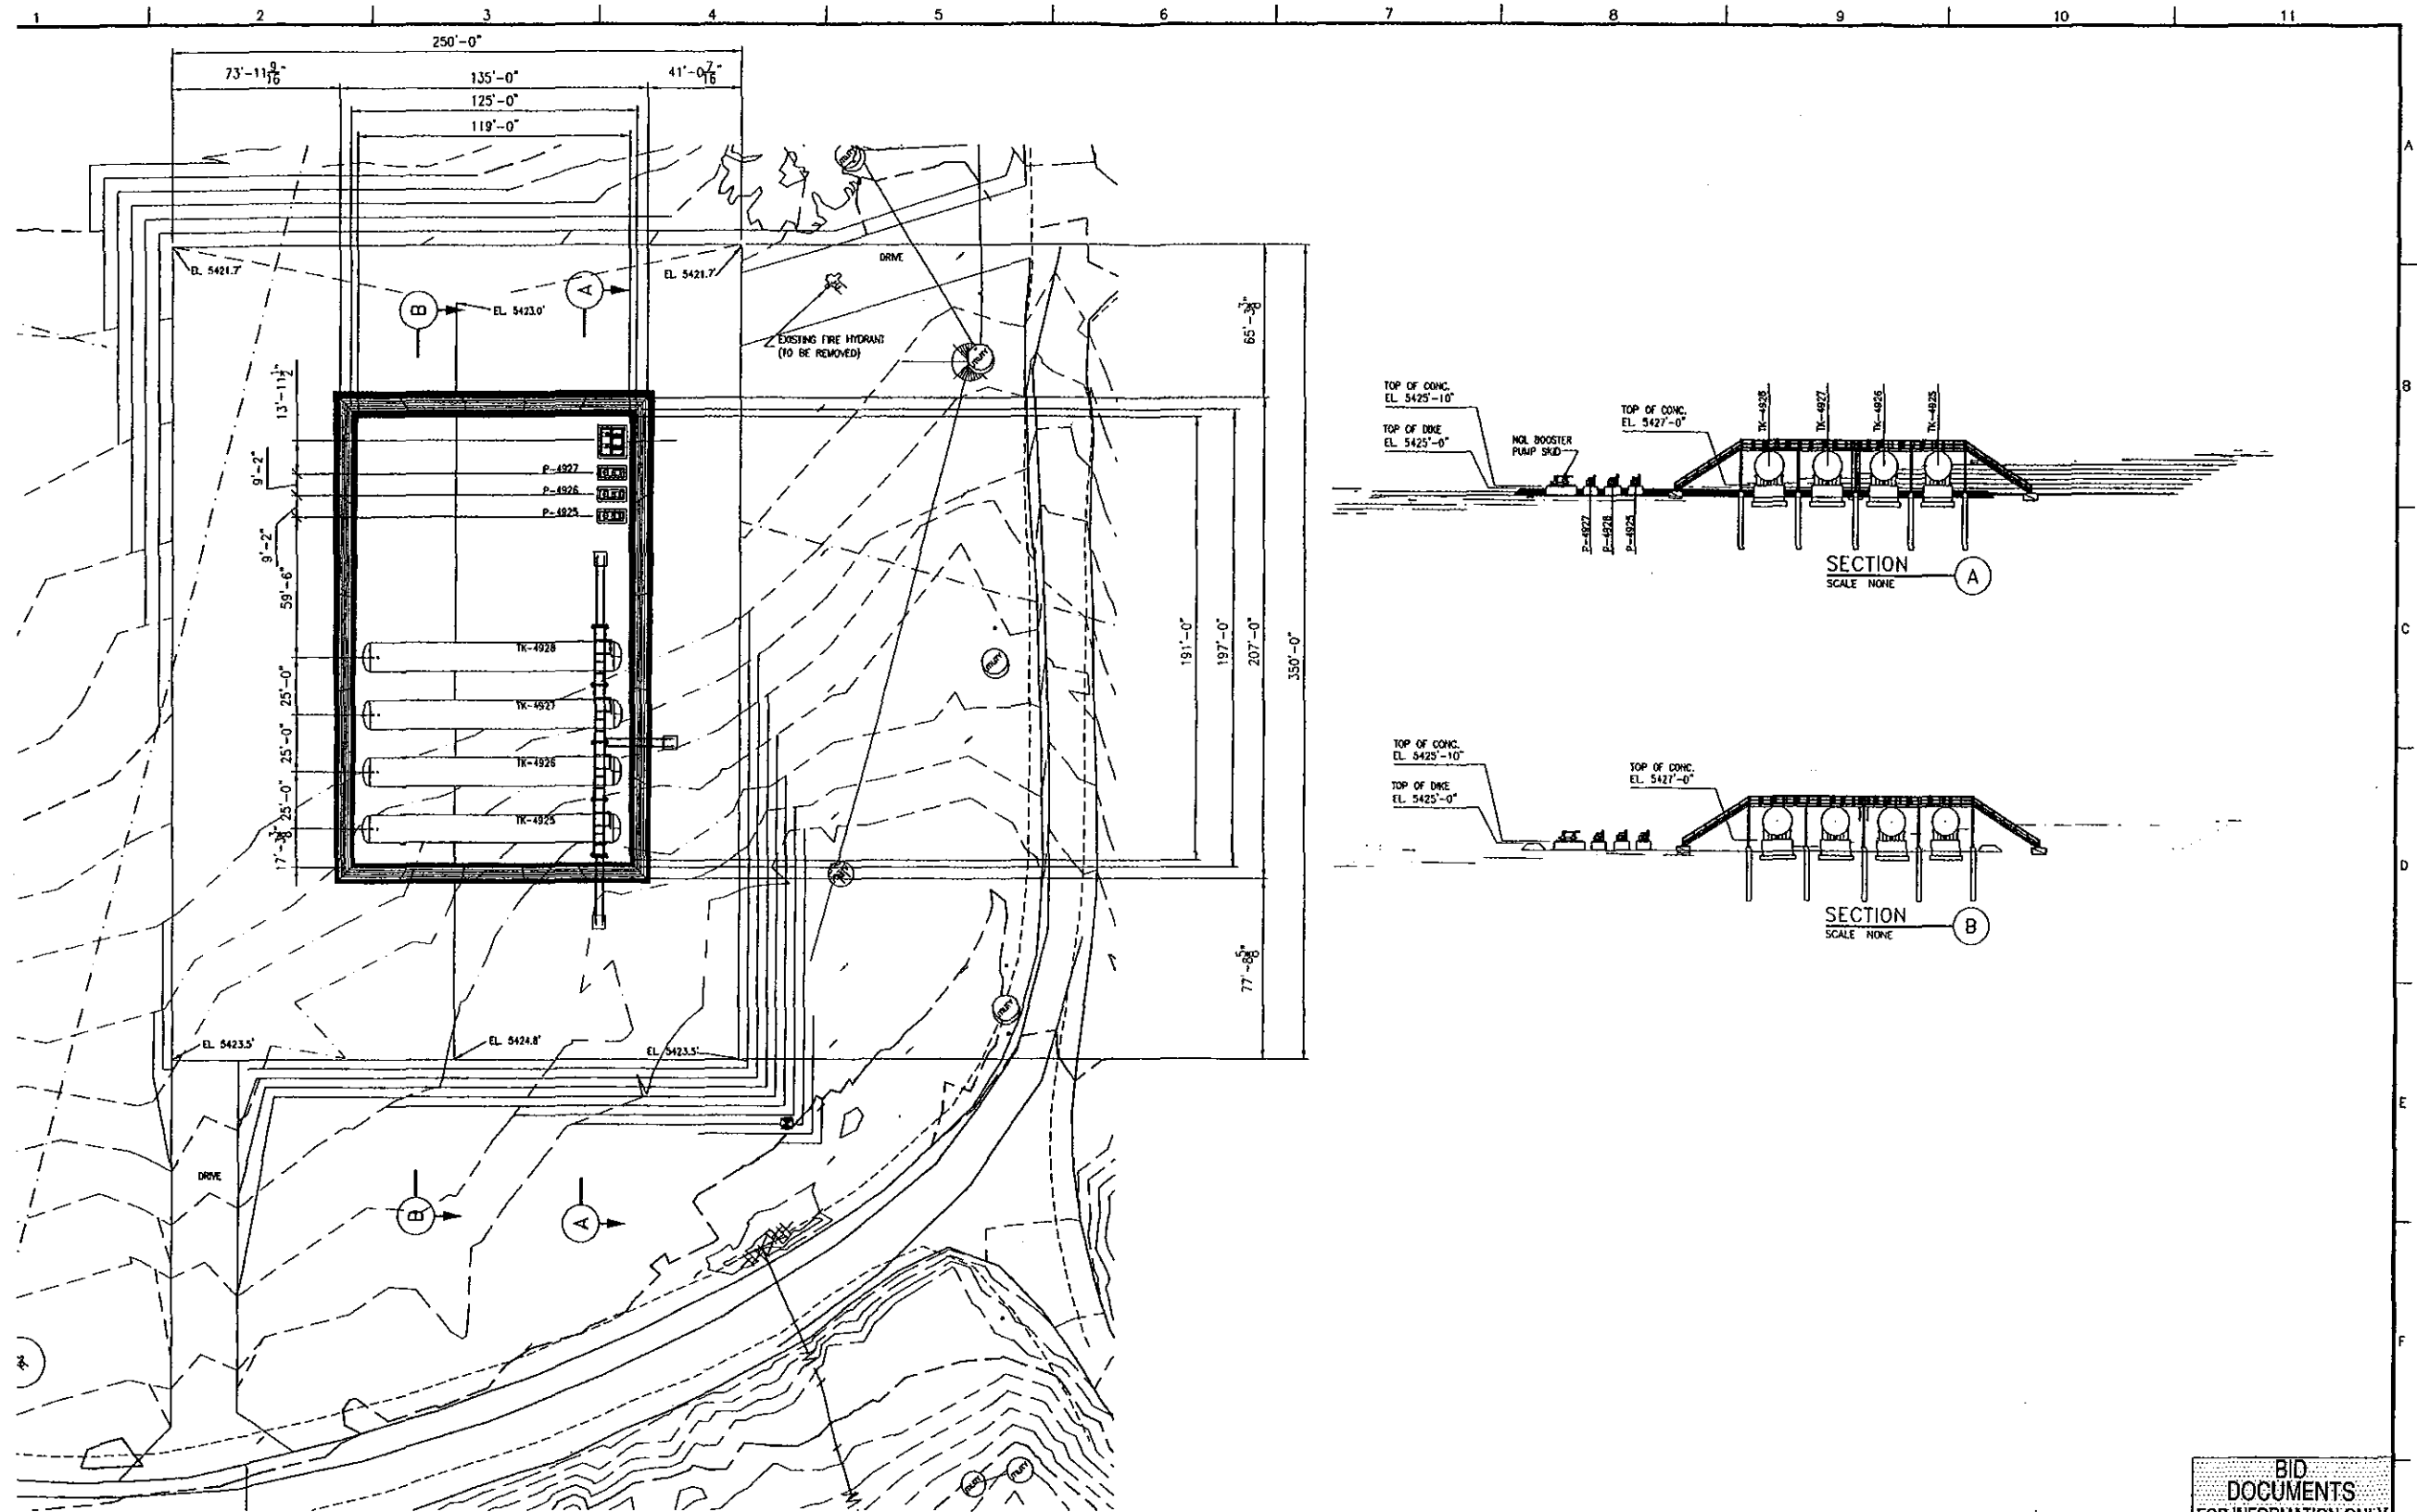 1 2 3 4 5 6 7 8 9 10 11
250'-0"
73'-11 9/16" 135'-0" 41'-0 7/16"
125'-0"
119'-0"
A
EL. 5421.7'
EL. 5421.7'
DRIVE
B
A
EL. 5423.0'
EXISTING FIRE HYDRANT
(TO BE REMOVED)
65'-3 3/8"
13'-11 1/2"
9'-2"
9'-2"
59'-6"
25'-0"
25'-0"
25'-0"
17'-3 3/8"
P-4927
P-4926
P-4925
TK-4928
TK-4927
TK-4926
TK-4925
191'-0"
197'-0"
207'-0"
350'-0"
77'-8 5/8"
EL. 5423.5'
EL. 5424.8'
EL. 5423.5'
DRIVE
B
A
B
TOP OF CONC.
EL. 5425'-10"
TOP OF DIKE
EL. 5425'-0"
NGL BOOSTER
PUMP SKID
TOP OF CONC.
EL. 5427'-0"
TK-4928
TK-4927
TK-4926
TK-4925
P-4927
P-4926
P-4925
SECTION
SCALE NONE
A
C
TOP OF CONC.
EL. 5425'-10"
TOP OF DIKE
EL. 5425'-0"
TOP OF CONC.
EL. 5427'-0"
SECTION
SCALE NONE
B
D
E
F
BID
DOCUMENTS
FOR INFORMATION ONLY